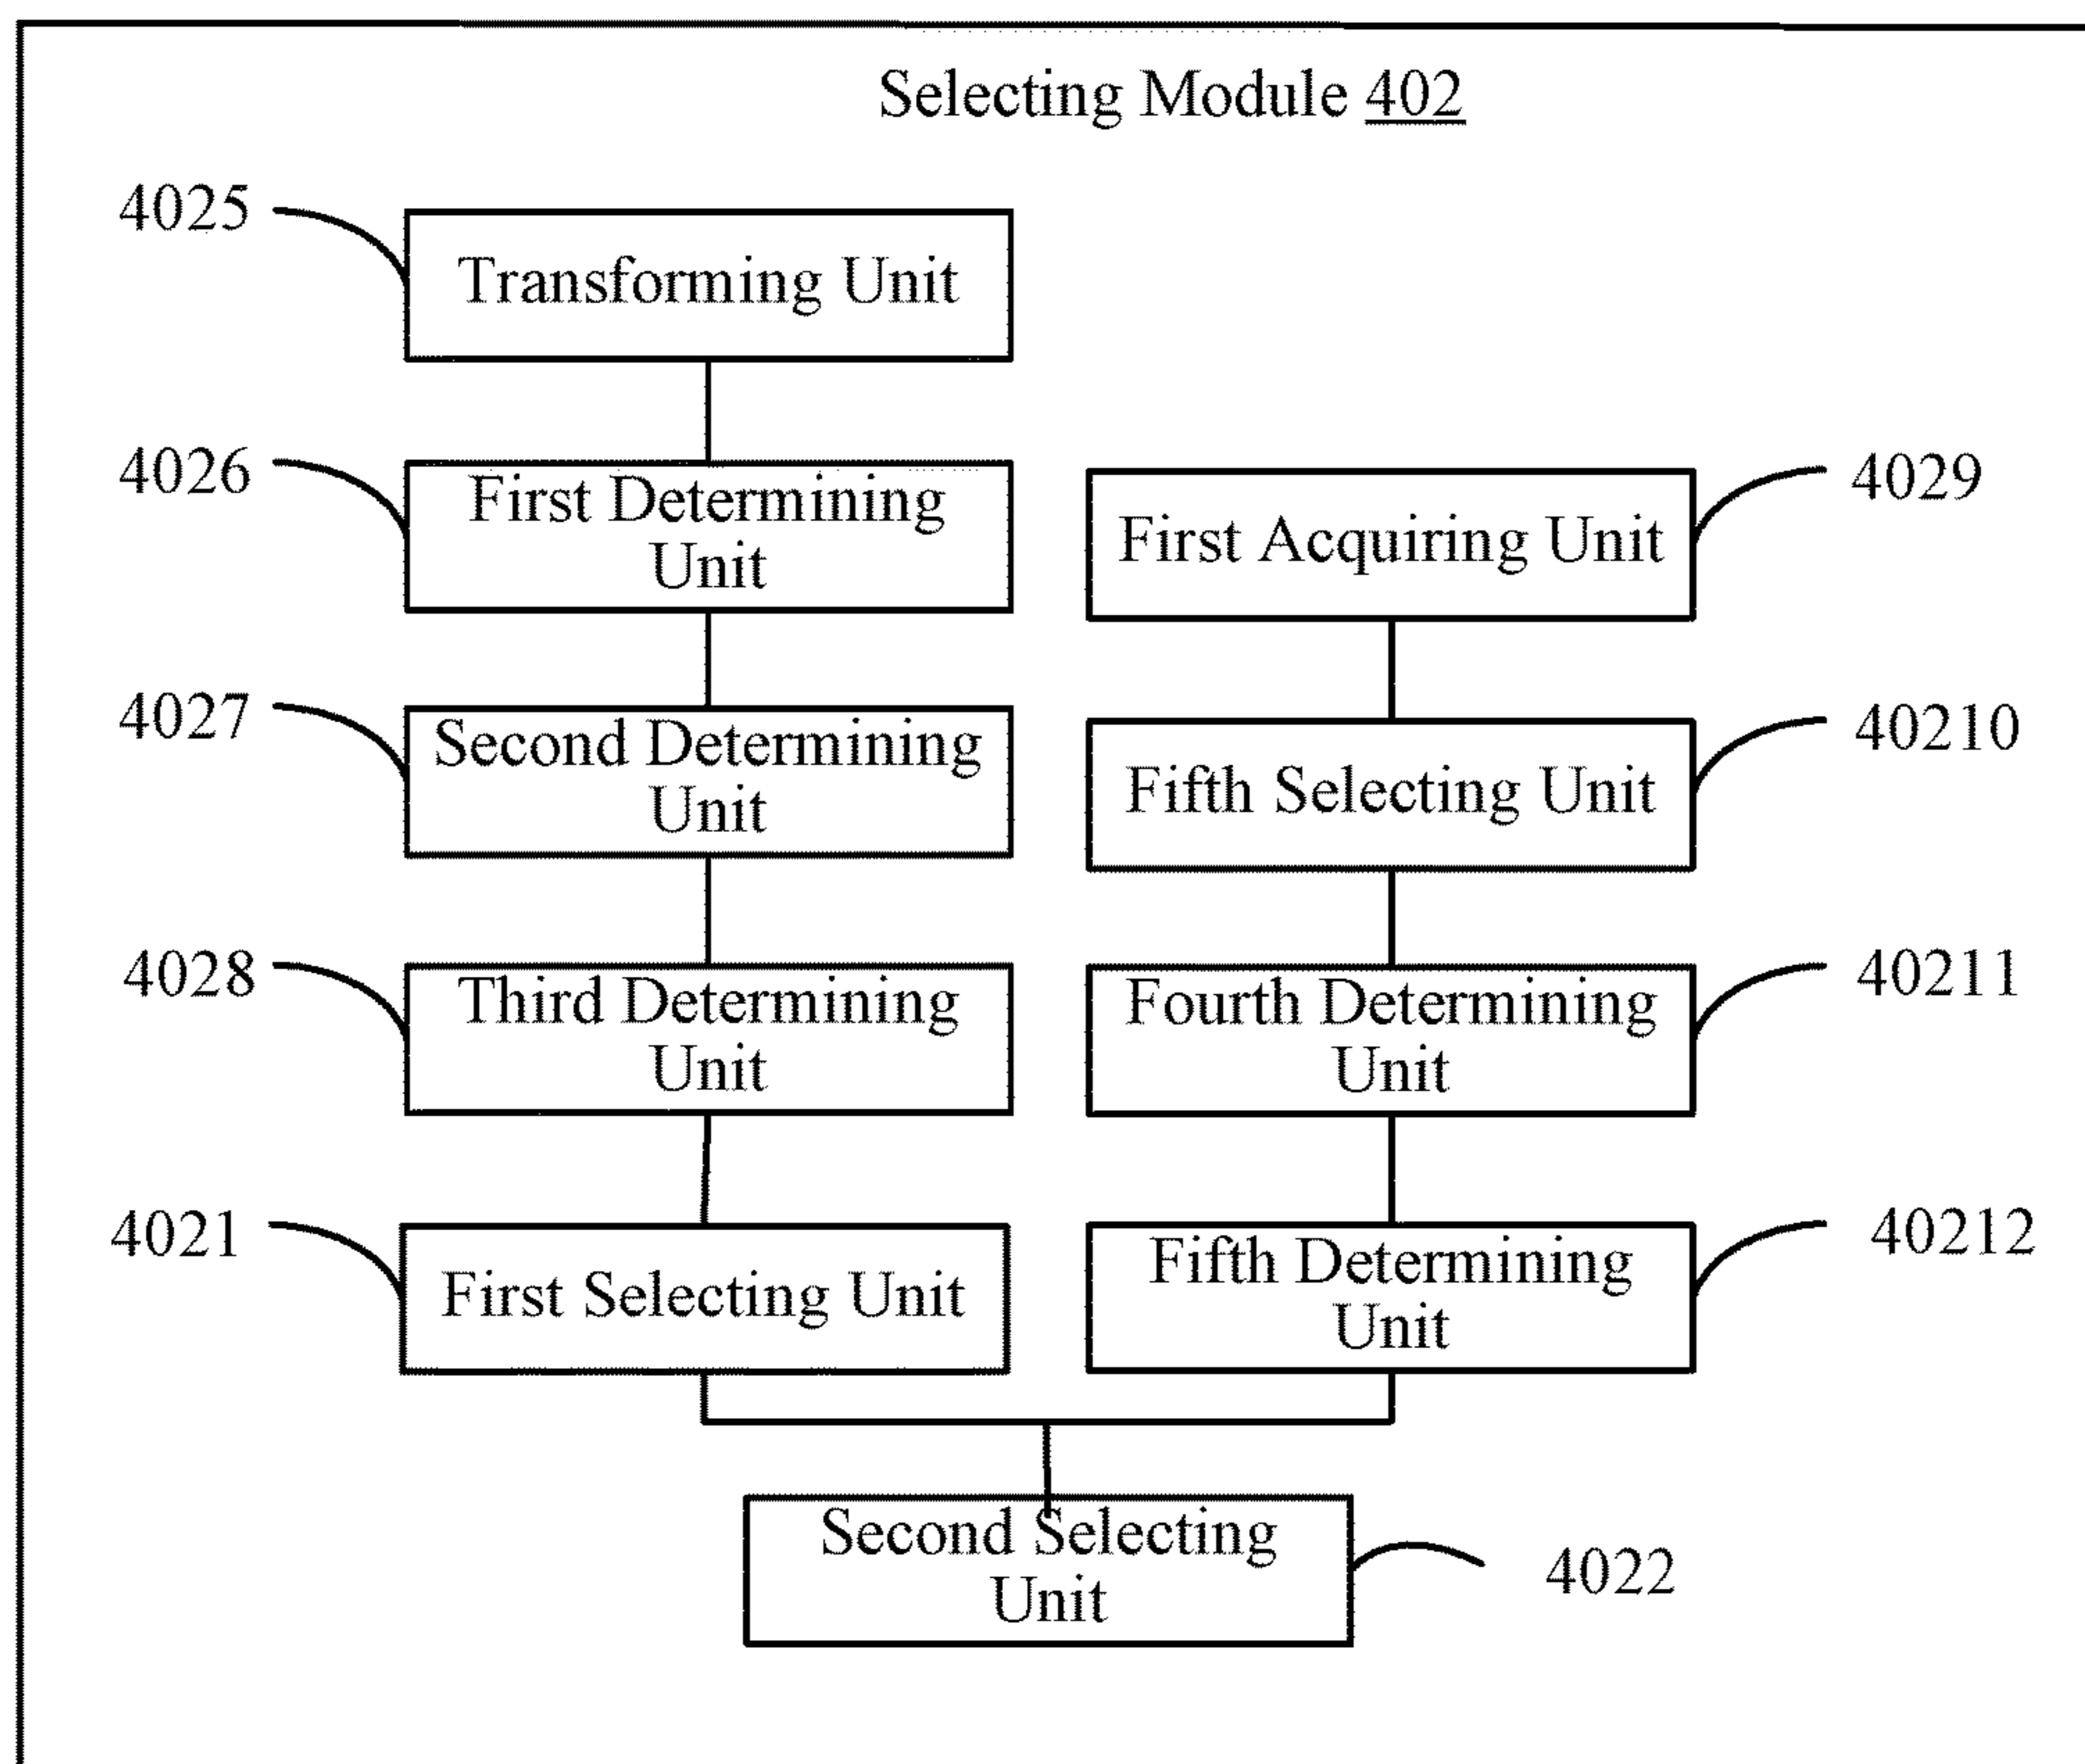 Selecting Module 402
4025
Transforming Unit
4026
First Determining
Unit
4029
First Acquiring Unit
4027
Second Determining
Unit
40210
Fifth Selecting Unit
4028
Third Determining
Unit
40211
Fourth Determining
Unit
4021
First Selecting Unit
40212
Fifth Determining
Unit
Second Selecting
Unit
4022